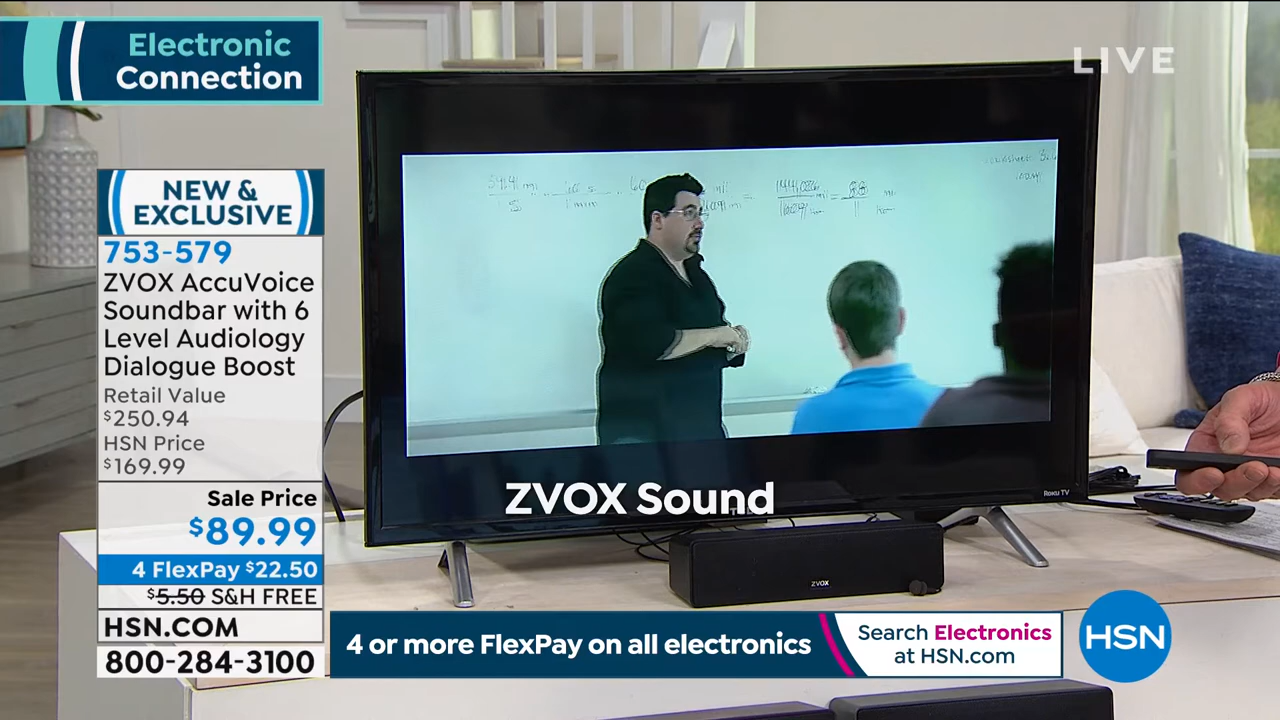 Electronic
Connection
LIVE
NEW &
EXCLUSIVE
753-579
ZVOX AccuVoice
Soundbar with 6
Level Audiology
Dialogue Boost
Retail Value
$250.94
HSN Price
$169.99
Sale Price
$89.99
4 FlexPay $22.50
$5.50 S&H FREE
HSN.COM
800-284-3100
ZVOX Sound
Roku TV
ZVOX
4 or more FlexPay on all electronics
Search Electronics
at HSN.com
HSN